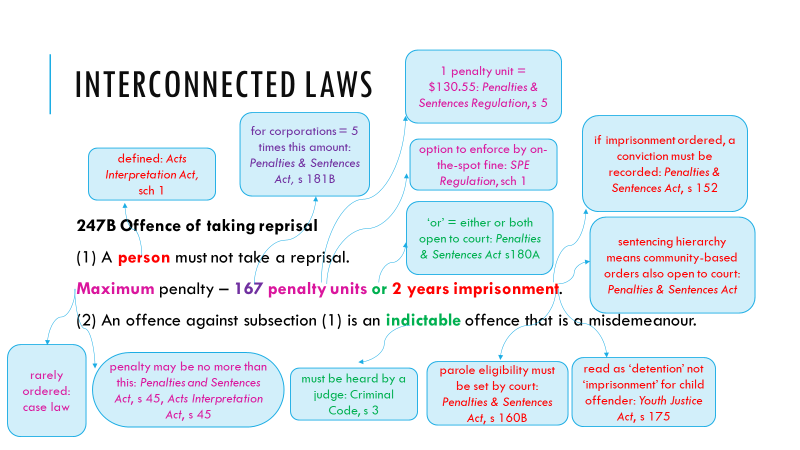 INTERCONNECTED LAWS
1 penalty unit =
$130.55: Penalties &
Sentences Regulation, s 5
for corporations = 5
times this amount:
Penalties & Sentences
Act, s 181B
if imprisonment ordered, a
conviction must be
recorded: Penalties &
Sentences Act, s 152
defined: Acts
Interpretation Act,
sch 1
option to enforce by on-
the-spot fine: SPE
Regulation, sch 1
'or' = either or both
open to court: Penalties
& Sentences Act s180A
sentencing hierarchy
means community-based
orders also open to court:
Penalties & Sentences Act
247B Offence of taking reprisal
(1) A person must not take a reprisal.
Maximum penalty – 167 penalty units or 2 years imprisonment.
(2) An offence against subsection (1) is an indictable offence that is a misdemeanour.
rarely
ordered:
case law
penalty may be no more than
this: Penalties and Sentences
Act, s 45, Acts Interpretation
Act, s 45
must be heard by a
judge: Criminal
Code, s 3
parole eligibility must
be set by court:
Penalties & Sentences
Act, s 160B
read as 'detention' not
'imprisonment' for child
offender: Youth Justice
Act, s 175